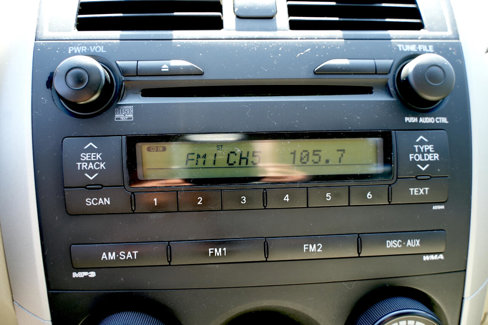 PWR·VOL
TUNE·FILE
PUSH AUDIO CTRL
ST
FM1 CH5 105.7
SEEK
TRACK
TYPE
FOLDER
SCAN
1 2 3 4 5 6
TEXT
AM·SAT
FM1
FM2
DISC·AUX
MP3
WMA